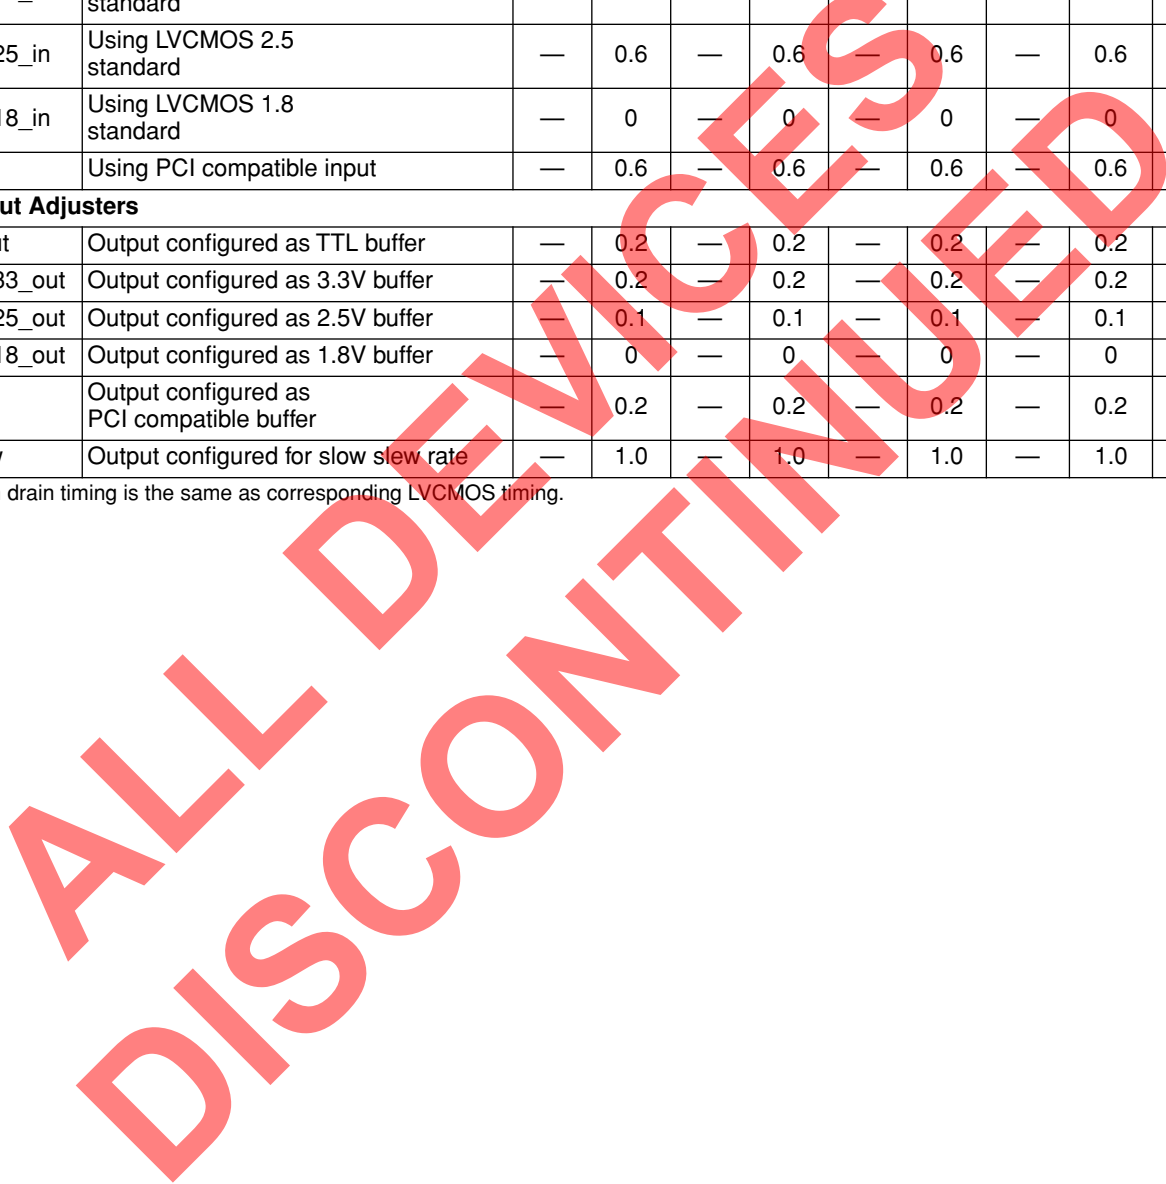 standard
25_in Using LVCMOS 2.5 standard — 0.6 — 0.6 — 0.6 — 0.6
18_in Using LVCMOS 1.8 standard — 0 — 0 — 0 — 0
Using PCI compatible input — 0.6 — 0.6 — 0.6 — 0.6
ut Adjusters
t Output configured as TTL buffer — 0.2 — 0.2 — 0.2 — 0.2
33_out Output configured as 3.3V buffer — 0.2 — 0.2 — 0.2 — 0.2
25_out Output configured as 2.5V buffer — 0.1 — 0.1 — 0.1 — 0.1
18_out Output configured as 1.8V buffer — 0 — 0 — 0 — 0
Output configured as PCI compatible buffer — 0.2 — 0.2 — 0.2 — 0.2
Output configured for slow slew rate — 1.0 — 1.0 — 1.0 — 1.0
drain timing is the same as corresponding LVCMOS timing.
ALL DEVICES
DISCONTINUED